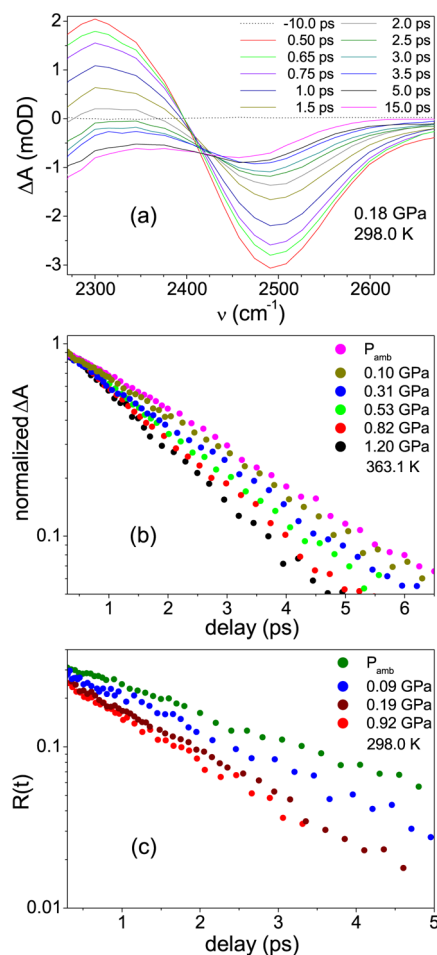 -10.0 ps 2.0 ps
0.50 ps 2.5 ps
0.65 ps 3.0 ps
0.75 ps 3.5 ps
1.0 ps 5.0 ps
1.5 ps 15.0 ps
2
1
0
-1
-2
-3
ΔA (mOD)
(a)
0.18 GPa
298.0 K
2300 2400 2500 2600
ν (cm⁻¹)
1
0.1
normalized ΔA
P_amb
0.10 GPa
0.31 GPa
0.53 GPa
0.82 GPa
1.20 GPa
363.1 K
(b)
1 2 3 4 5 6
delay (ps)
0.1
0.01
R(t)
P_amb
0.09 GPa
0.19 GPa
0.92 GPa
298.0 K
(c)
1 2 3 4 5
delay (ps)